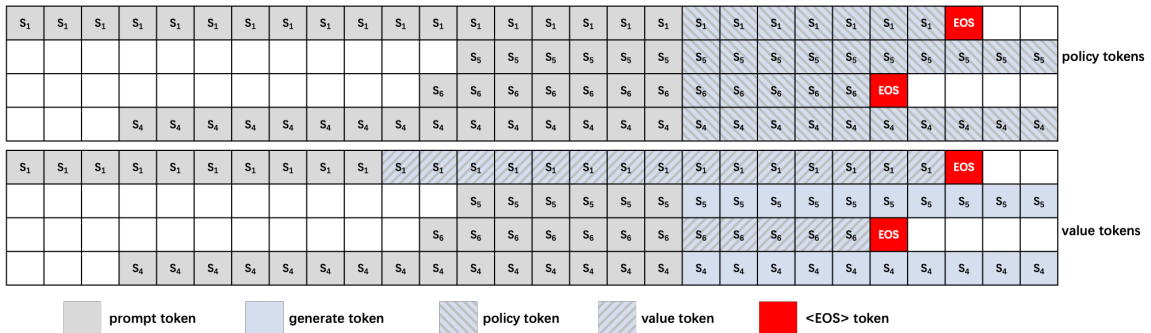 S₁ S₁ S₁ S₁ S₁ S₁ S₁ S₁ S₁ S₁ S₁ S₁ S₁ S₁ S₁ S₁ S₁ S₁ S₁ S₁ S₁ S₁ S₁ S₁ S₁ EOS
S₅ S₅ S₅ S₅ S₅ S₅ S₅ S₅ S₅ S₅ S₅ S₅ S₅ S₅ S₅ S₅
policy tokens
S₆ S₆ S₆ S₆ S₆ S₆ S₆ S₆ S₆ S₆ S₆ S₆ EOS
S₄ S₄ S₄ S₄ S₄ S₄ S₄ S₄ S₄ S₄ S₄ S₄ S₄ S₄ S₄ S₄ S₄ S₄ S₄ S₄ S₄ S₄ S₄ S₄ S₄
S₁ S₁ S₁ S₁ S₁ S₁ S₁ S₁ S₁ S₁ S₁ S₁ S₁ S₁ S₁ S₁ S₁ S₁ S₁ S₁ S₁ S₁ S₁ S₁ S₁ EOS
S₅ S₅ S₅ S₅ S₅ S₅ S₅ S₅ S₅ S₅ S₅ S₅ S₅ S₅ S₅ S₅
S₆ S₆ S₆ S₆ S₆ S₆ S₆ S₆ S₆ S₆ S₆ S₆ EOS
value tokens
S₄ S₄ S₄ S₄ S₄ S₄ S₄ S₄ S₄ S₄ S₄ S₄ S₄ S₄ S₄ S₄ S₄ S₄ S₄ S₄ S₄ S₄ S₄ S₄ S₄
prompt token
generate token
policy token
value token
<EOS> token